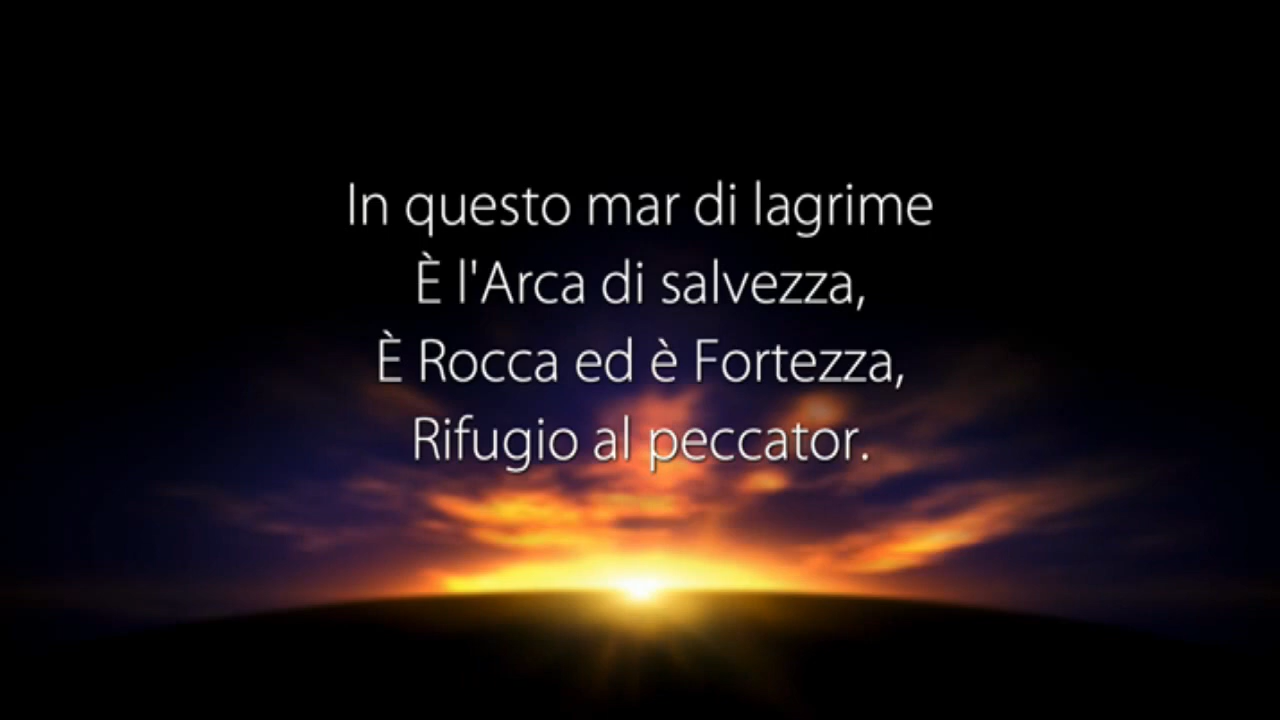 In questo mar di lagrime
È l'Arca di salvezza,
È Rocca ed è Fortezza,
Rifugio al peccator.